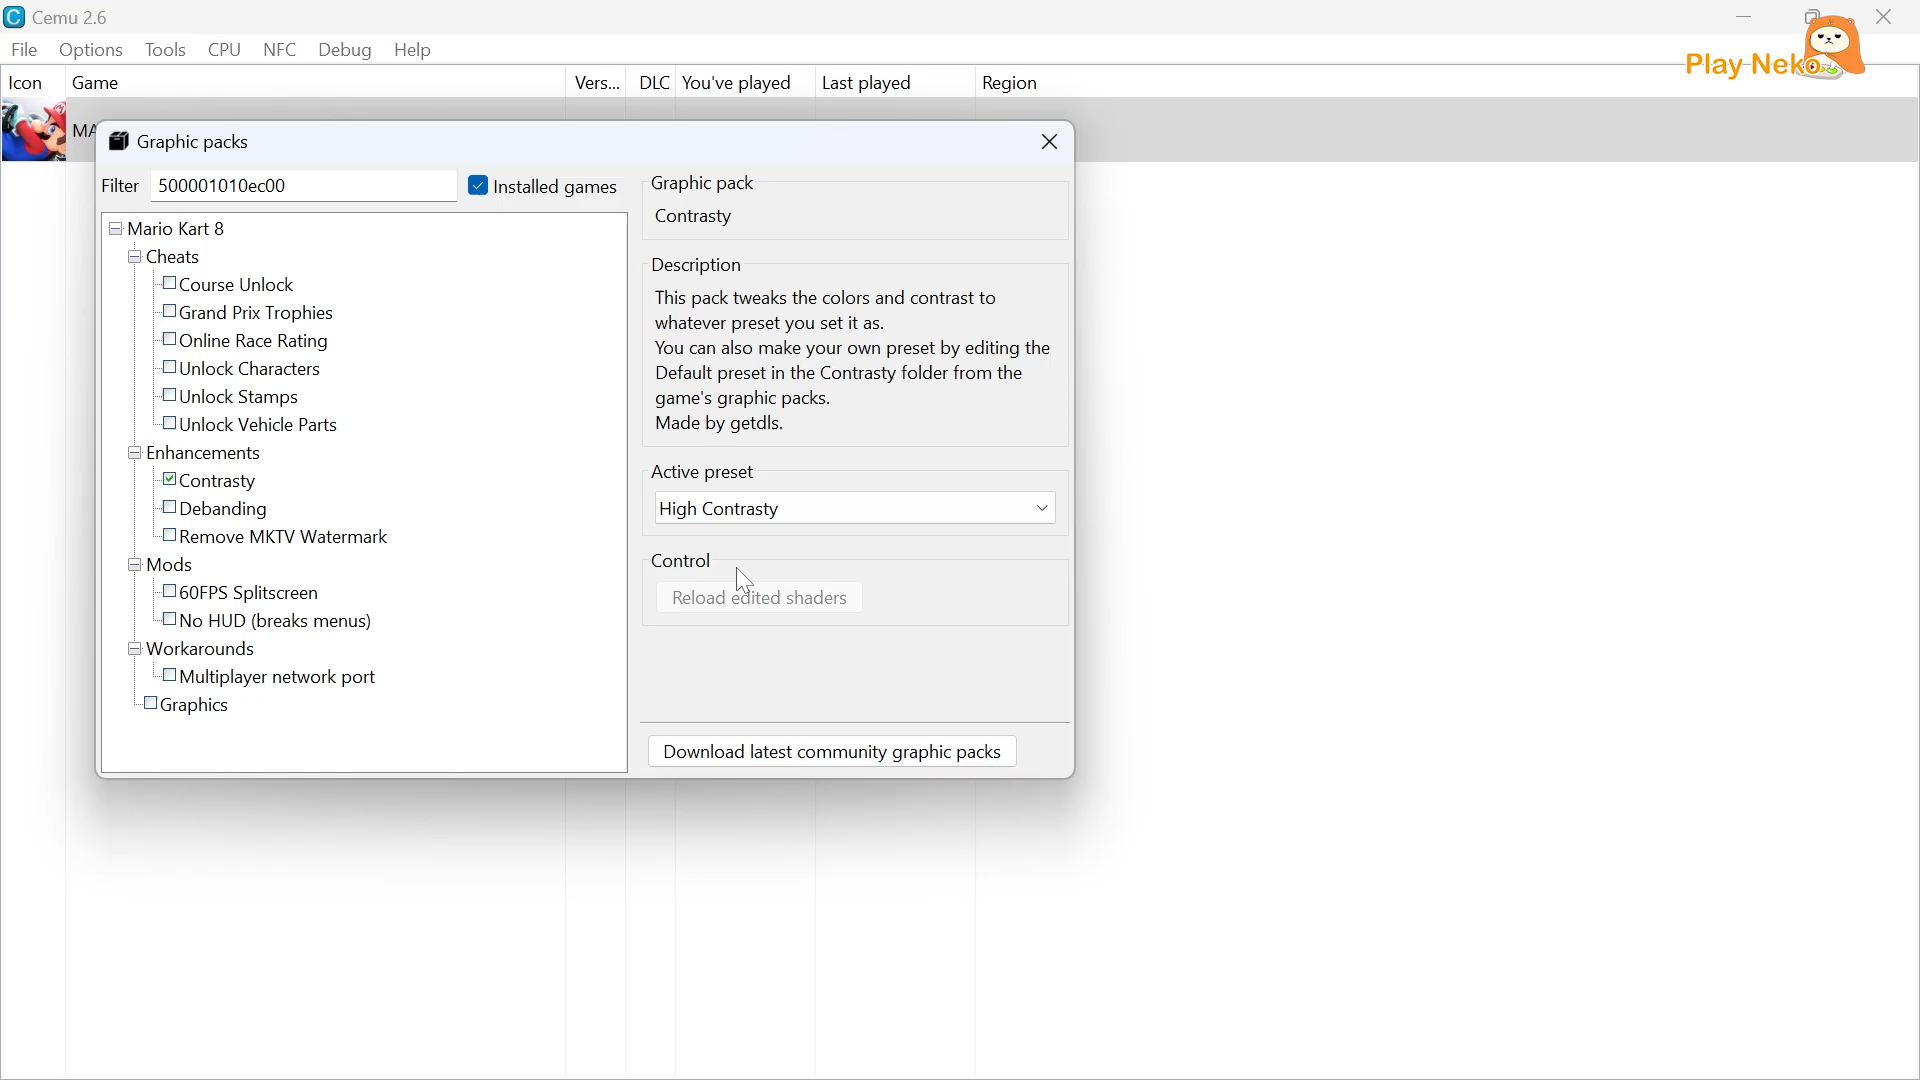 Cemu 2.6
File Options Tools CPU NFC Debug Help
Play Neko
Icon Game Vers... DLC You've played Last played Region
MA
Graphic packs
Filter 500001010ec00 Installed games
Mario Kart 8
Cheats
Course Unlock
Grand Prix Trophies
Online Race Rating
Unlock Characters
Unlock Stamps
Unlock Vehicle Parts
Enhancements
Contrasty
Debanding
Remove MKTV Watermark
Mods
60FPS Splitscreen
No HUD (breaks menus)
Workarounds
Multiplayer network port
Graphics
Graphic pack
Contrasty
Description
This pack tweaks the colors and contrast to
whatever preset you set it as.
You can also make your own preset by editing the
Default preset in the Contrasty folder from the
game's graphic packs.
Made by getdls.
Active preset
High Contrasty
Control
Reload edited shaders
Download latest community graphic packs